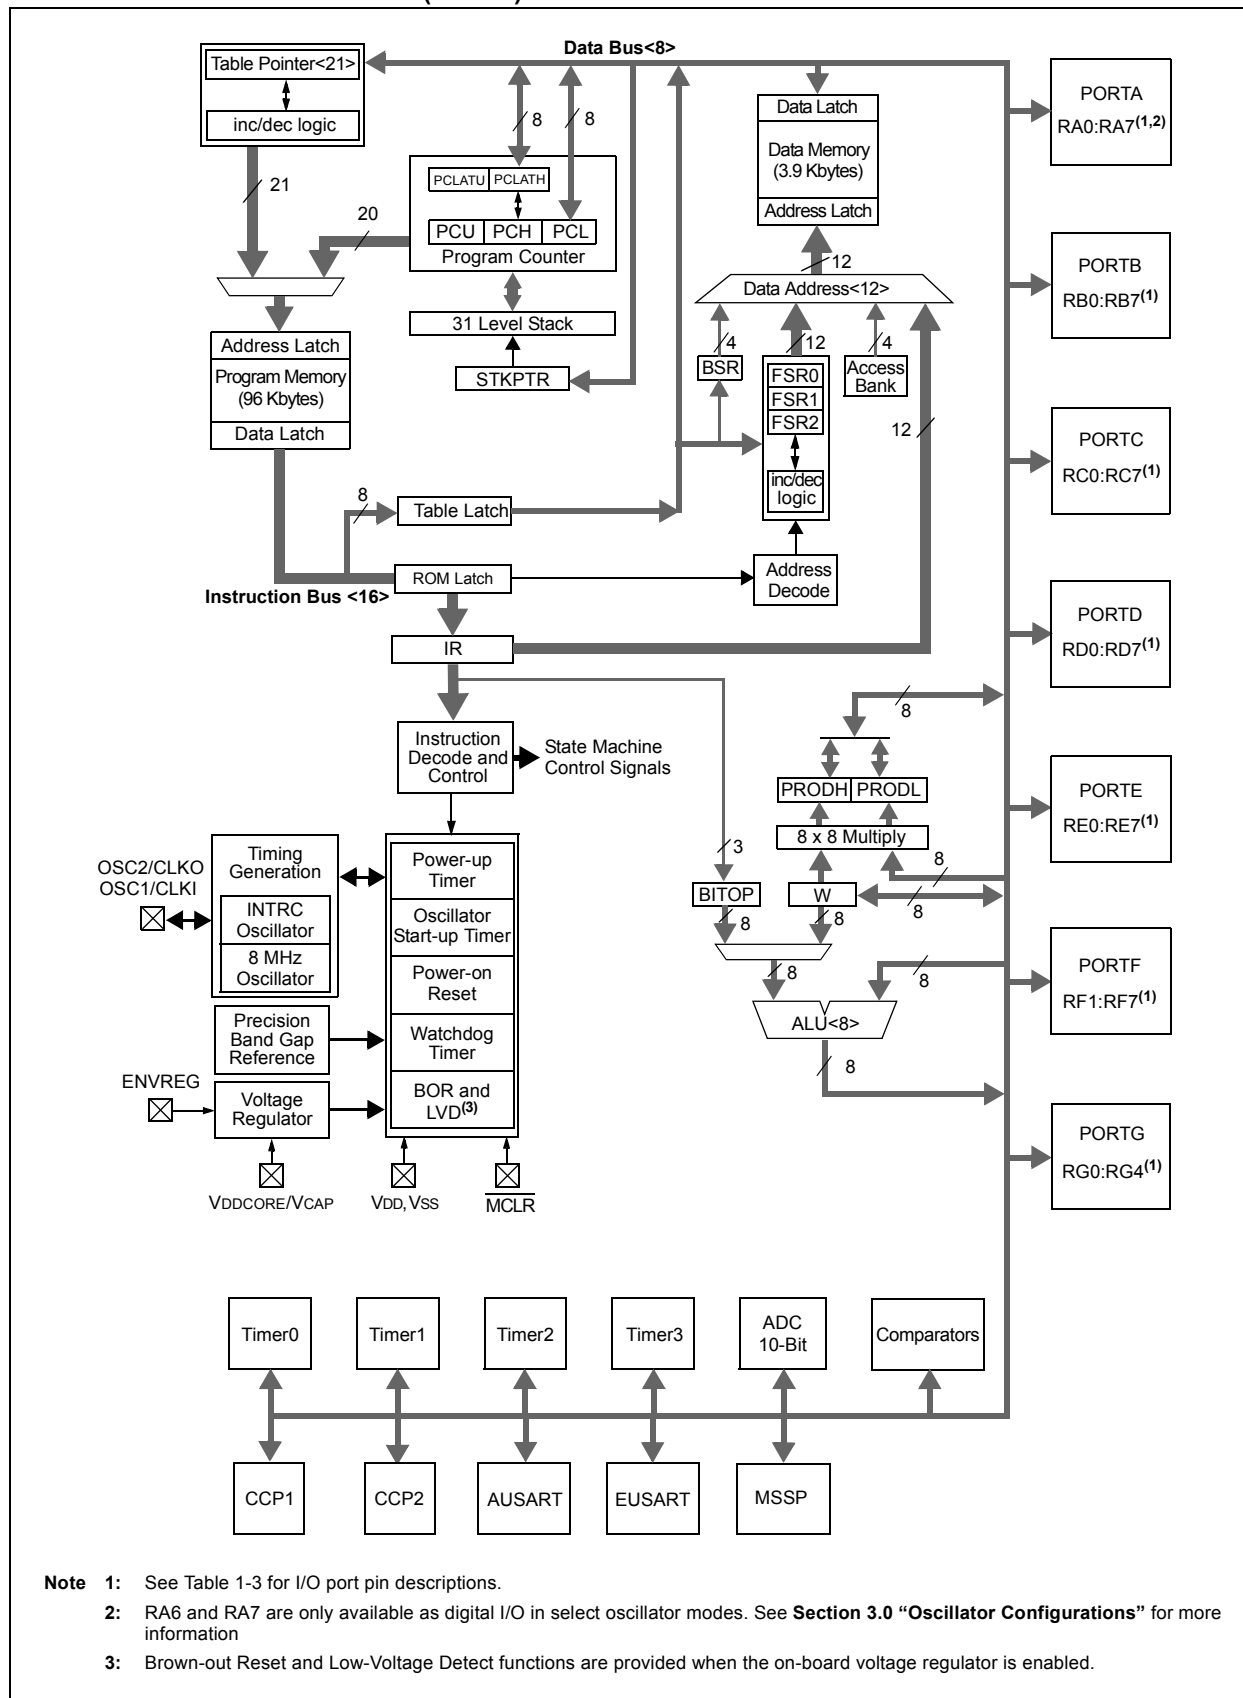 Data Bus<8>
Table Pointer<21>
inc/dec logic
21
20
8
8
PCLATU PCLATH
PCU PCH PCL
Program Counter
31 Level Stack
STKPTR
Data Latch
Data Memory
(3.9 Kbytes)
Address Latch
12
Data Address<12>
4
12
4
BSR
FSR0
FSR1
FSR2
inc/dec
logic
Access
Bank
12
Address Latch
Program Memory
(96 Kbytes)
Data Latch
8
Table Latch
ROM Latch
Instruction Bus <16>
IR
Address
Decode
Instruction
Decode and
Control
State Machine
Control Signals
8
PRODH PRODL
8 x 8 Multiply
3
8
BITOP
W
8
8
8
8
8
ALU<8>
8
OSC2/CLKO
OSC1/CLKI
Timing
Generation
INTRC
Oscillator
8 MHz
Oscillator
Power-up
Timer
Oscillator
Start-up Timer
Power-on
Reset
Watchdog
Timer
BOR and
LVD(3)
Precision
Band Gap
Reference
ENVREG
Voltage
Regulator
VDDCORE/VCAP
VDD, VSS
MCLR
PORTA
RA0:RA7(1,2)
PORTB
RB0:RB7(1)
PORTC
RC0:RC7(1)
PORTD
RD0:RD7(1)
PORTE
RE0:RE7(1)
PORTF
RF1:RF7(1)
PORTG
RG0:RG4(1)
Timer0
Timer1
Timer2
Timer3
ADC
10-Bit
Comparators
CCP1
CCP2
AUSART
EUSART
MSSP
Note 1: See Table 1-3 for I/O port pin descriptions.
2: RA6 and RA7 are only available as digital I/O in select oscillator modes. See Section 3.0 “Oscillator Configurations” for more
information
3: Brown-out Reset and Low-Voltage Detect functions are provided when the on-board voltage regulator is enabled.